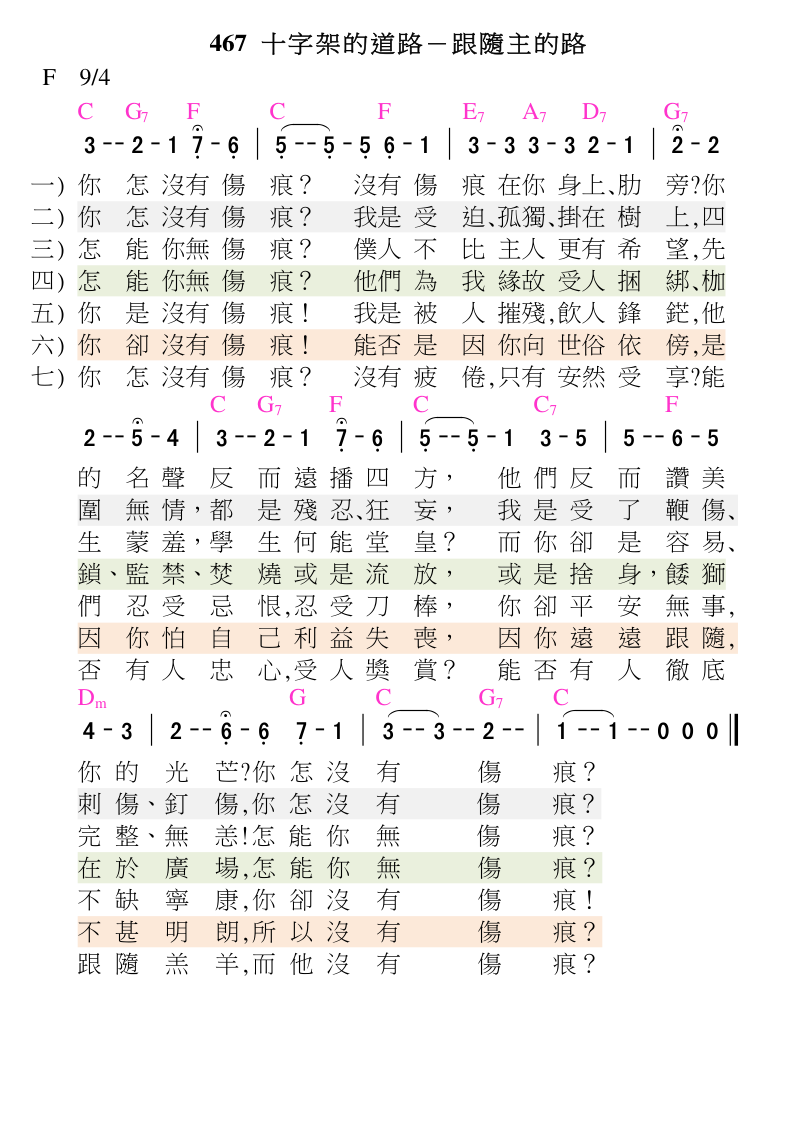 467 十字架的道路－跟隨主的路
F 9/4
C G7 F C F E7 A7 D7 G7
3 - - 2 - 1 7 - 6 | 5 - - 5 - 5 6 - 1 | 3 - 3 3 - 3 2 - 1 | 2 - 2
一) 你 怎 沒有 傷 痕？ 沒有 傷 痕 在你 身上、肋 旁?你
二) 你 怎 沒有 傷 痕？ 我是 受 迫、孤獨、掛在 樹 上,四
三) 怎 能 你無 傷 痕？ 僕人 不 比 主人 更有 希 望,先
四) 怎 能 你無 傷 痕？ 他們 為 我 緣故 受人 捆 綁、枷
五) 你 是 沒有 傷 痕！ 我是 被 人 摧殘,飲人 鋒 鋩,他
六) 你 卻 沒有 傷 痕！ 能否 是 因 你向 世俗 依 傍,是
七) 你 怎 沒有 傷 痕？ 沒有 疲 倦,只有 安然 受 享?能
C G7 F C C7 F
2 - - 5 - 4 | 3 - - 2 - 1 7 - 6 | 5 - - 5 - 1 3 - 5 | 5 - - 6 - 5
的 名 聲 反 而 遠 播 四 方， 他 們 反 而 讚 美
圍 無 情，都 是 殘 忍、狂 妄， 我 是 受 了 鞭 傷、
生 蒙 羞，學 生 何 能 堂 皇？ 而 你 卻 是 容 易、
鎖、監 禁、焚 燒 或 是 流 放， 或 是 捨 身，餧 獅
們 忍 受 忌 恨,忍 受 刀 棒， 你 卻 平 安 無 事,
因 你 怕 自 己 利 益 失 喪， 因 你 遠 遠 跟 隨,
否 有 人 忠 心,受 人 獎 賞？ 能 否 有 人 徹 底
Dm G C G7 C
4 - 3 | 2 - - 6 - 6 7 - 1 | 3 - - 3 - - 2 - - | 1 - - 1 - - 0 0 0 ‖
你 的 光 芒?你 怎 沒 有 傷 痕？
刺 傷、釘 傷,你 怎 沒 有 傷 痕？
完 整、無 恙!怎 能 你 無 傷 痕？
在 於 廣 場,怎 能 你 無 傷 痕？
不 缺 寧 康,你 卻 沒 有 傷 痕！
不 甚 明 朗,所 以 沒 有 傷 痕？
跟 隨 羔 羊,而 他 沒 有 傷 痕？